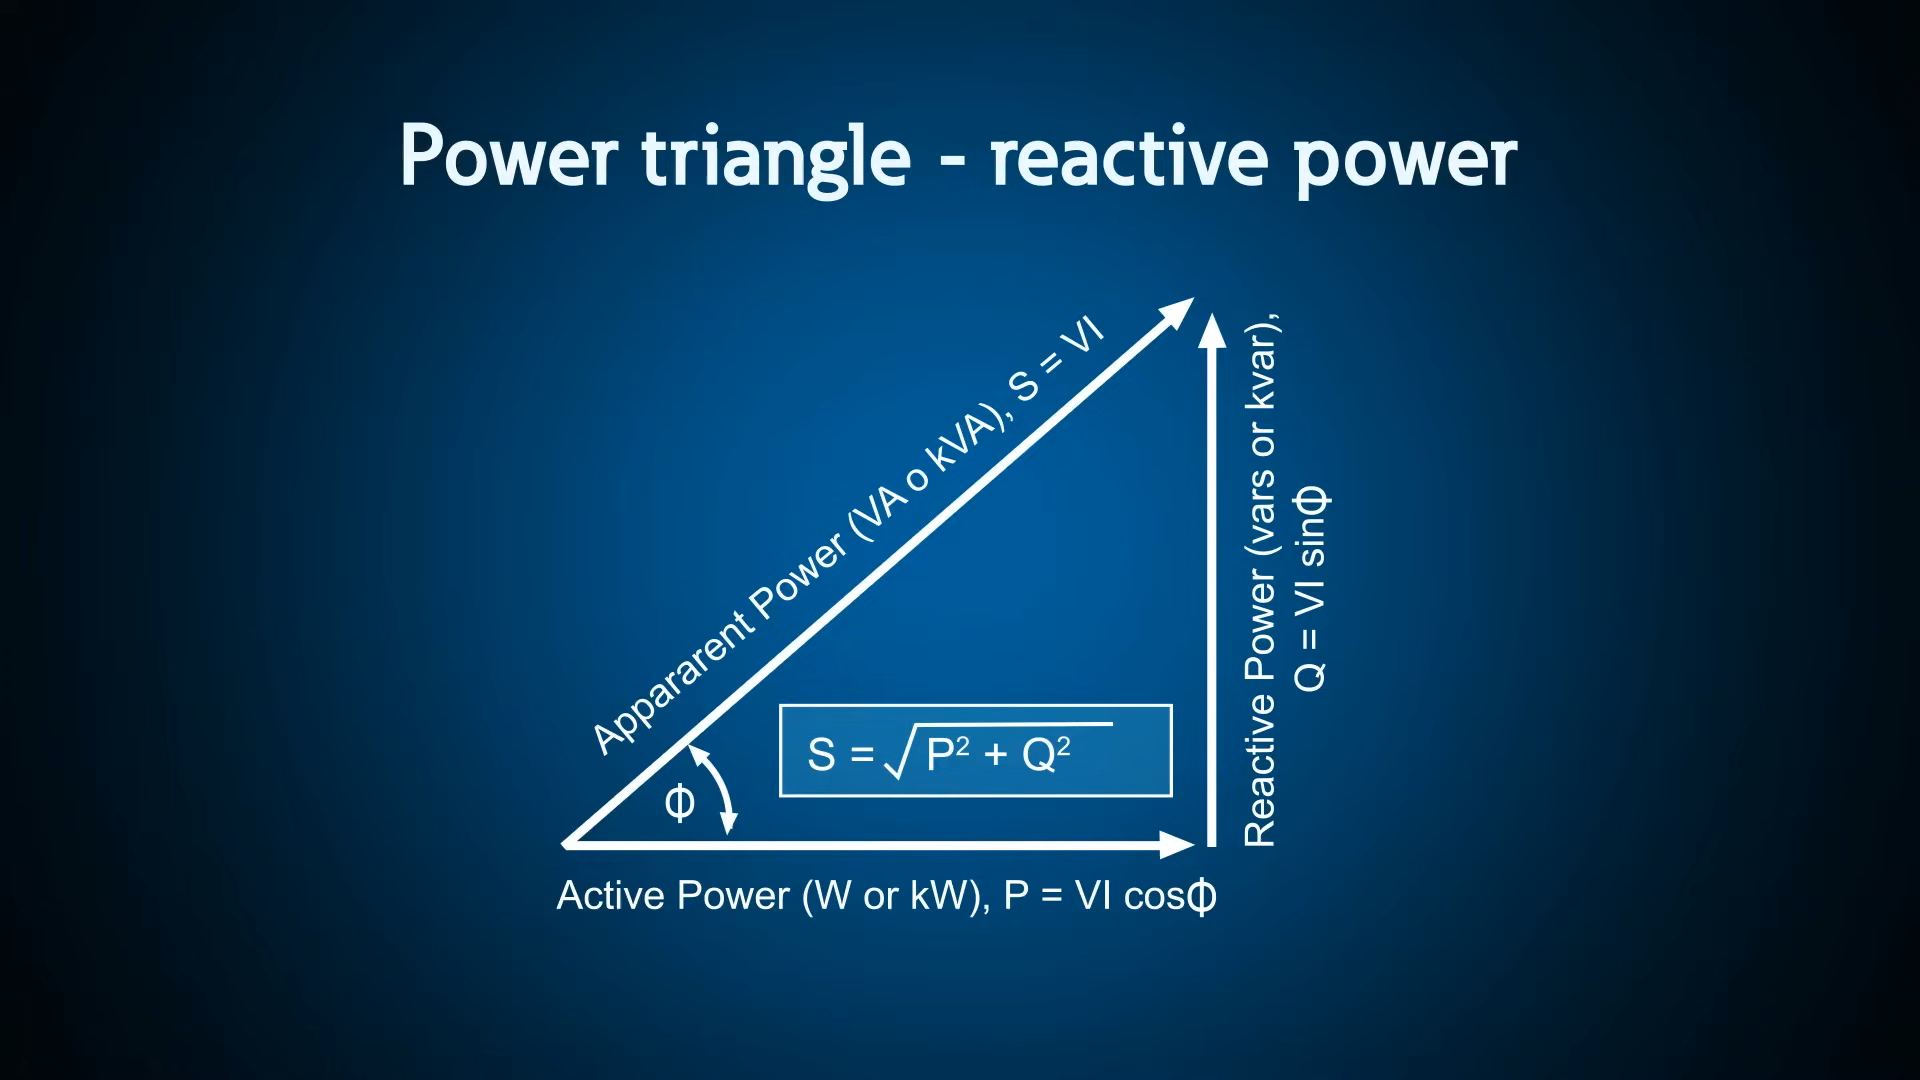 Power triangle - reactive power
Appararent Power (VA o kVA), S = VI
Reactive Power (vars or kvar),
Q = VI sinϕ
S = √P² + Q²
ϕ
Active Power (W or kW), P = VI cosϕ